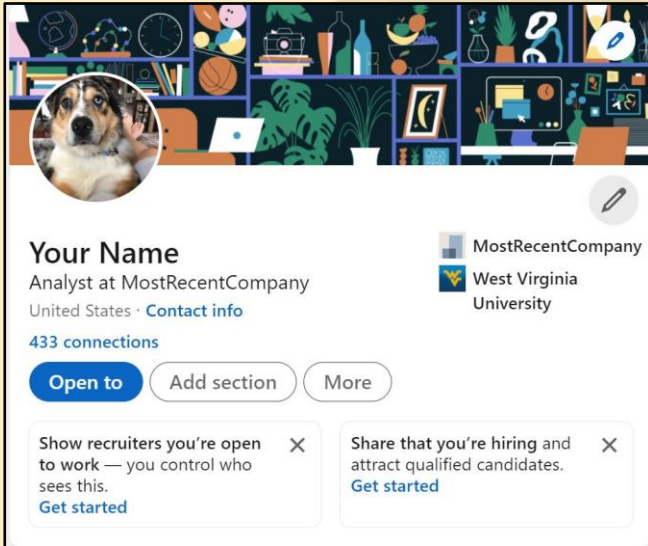 Your Name
Analyst at MostRecentCompany
United States · Contact info
433 connections
MostRecentCompany
West Virginia
University
Open to
Add section
More
Show recruiters you're open
to work — you control who
sees this.
Get started
Share that you're hiring and
attract qualified candidates.
Get started